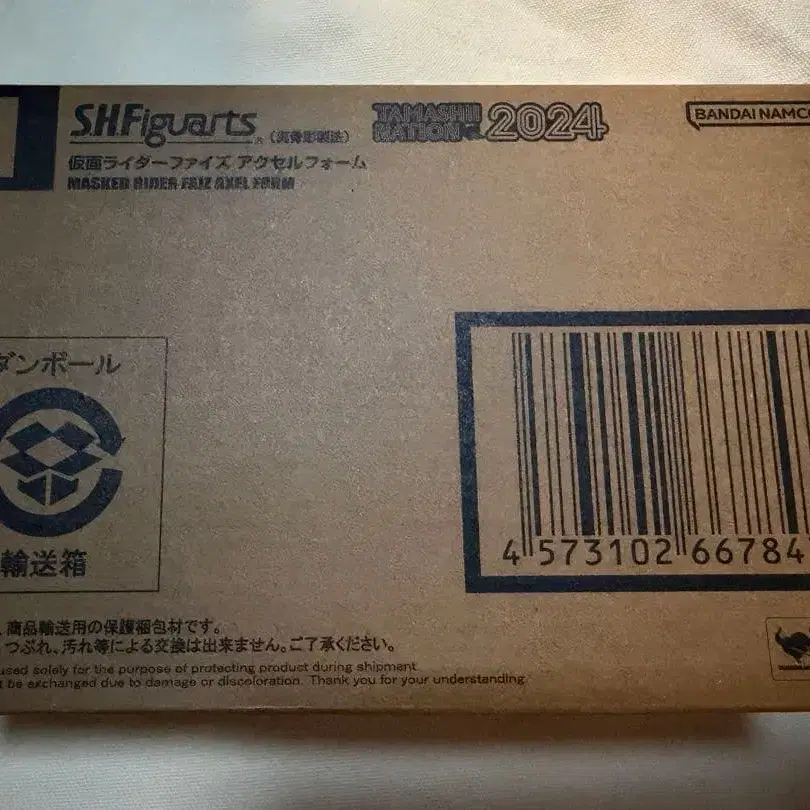 S.H.Figuarts (真骨彫製法)
TAMASHII NATION 2024
BANDAI NAMCO
仮面ライダーファイズ アクセルフォーム
MASKED RIDER FAIZ AXEL FORM
ダンボール
輸送箱
4 573102 66784
、商品輸送用の保護梱包材です。
つぶれ、汚れ等による交換は出来ません。ご了承ください。
used solely for the purpose of protecting product during shipment.
be exchanged due to damage or discoloration. Thank you for your understanding